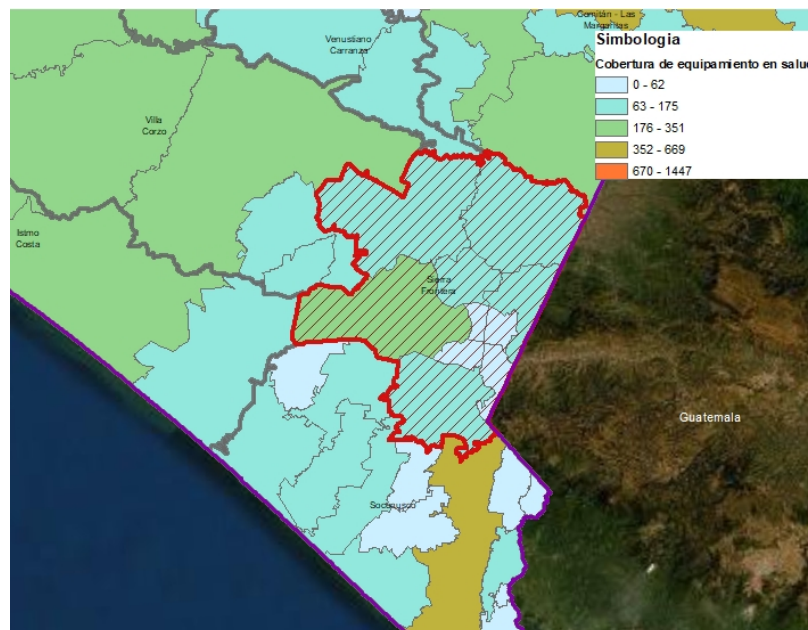 Comitán - Las
Margaritas
Venustiano
Carranza
Simbologia
Cobertura de equipamiento en salud
0 - 62
63 - 175
176 - 351
352 - 669
670 - 1447
Villa
Corzo
Istmo
Costa
Sierra
Frontera
Guatemala
Soconusco